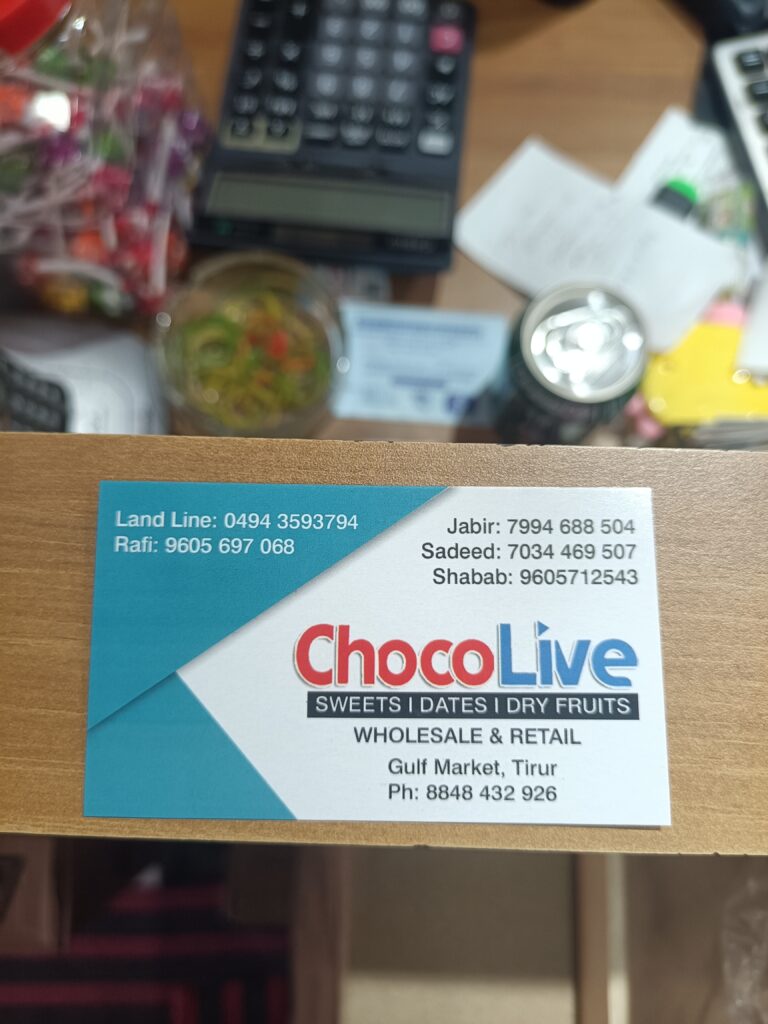 Land Line: 0494 3593794
Rafi: 9605 697 068
Jabir: 7994 688 504
Sadeed: 7034 469 507
Shabab: 9605712543
ChocoLive
SWEETS | DATES | DRY FRUITS
WHOLESALE & RETAIL
Gulf Market, Tirur
Ph: 8848 432 926